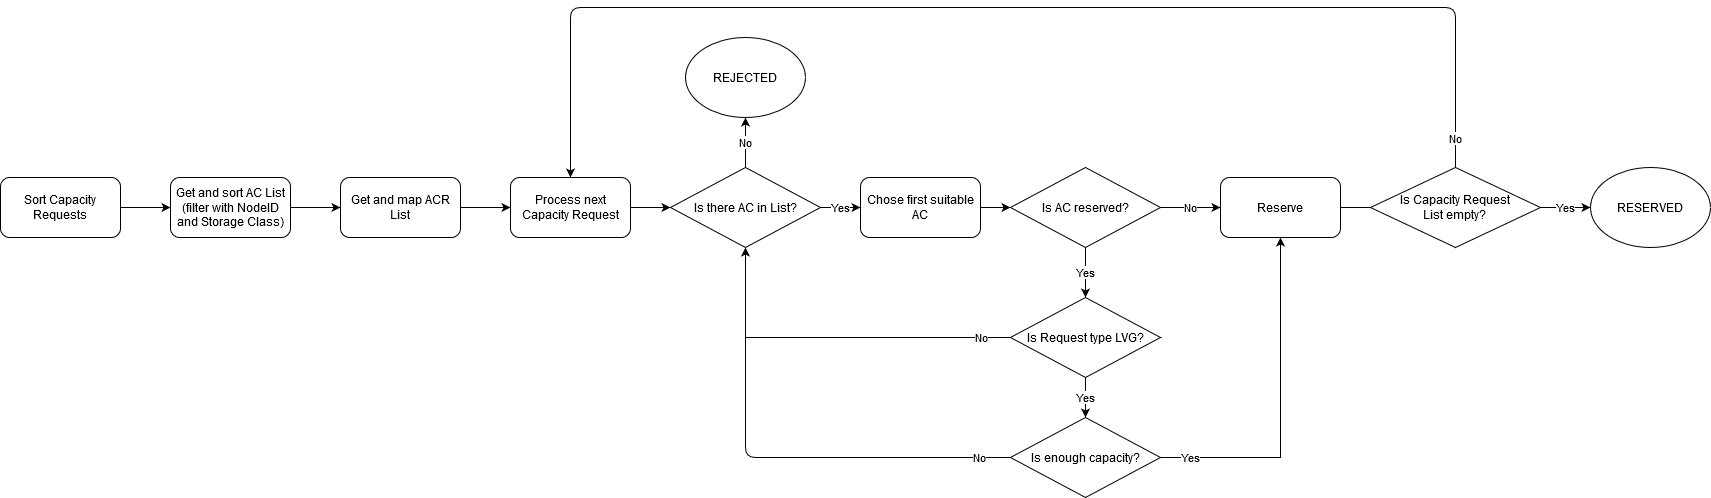 REJECTED
No
No
Sort Capacity
Requests
Get and sort AC List
(filter with NodeID
and Storage Class)
Get and map ACR
List
Process next
Capacity Request
Is there AC in List?
Yes
Chose first suitable
AC
Is AC reserved?
No
Reserve
Is Capacity Request
List empty?
Yes
RESERVED
Yes
No
Is Request type LVG?
Yes
No
Is enough capacity?
Yes